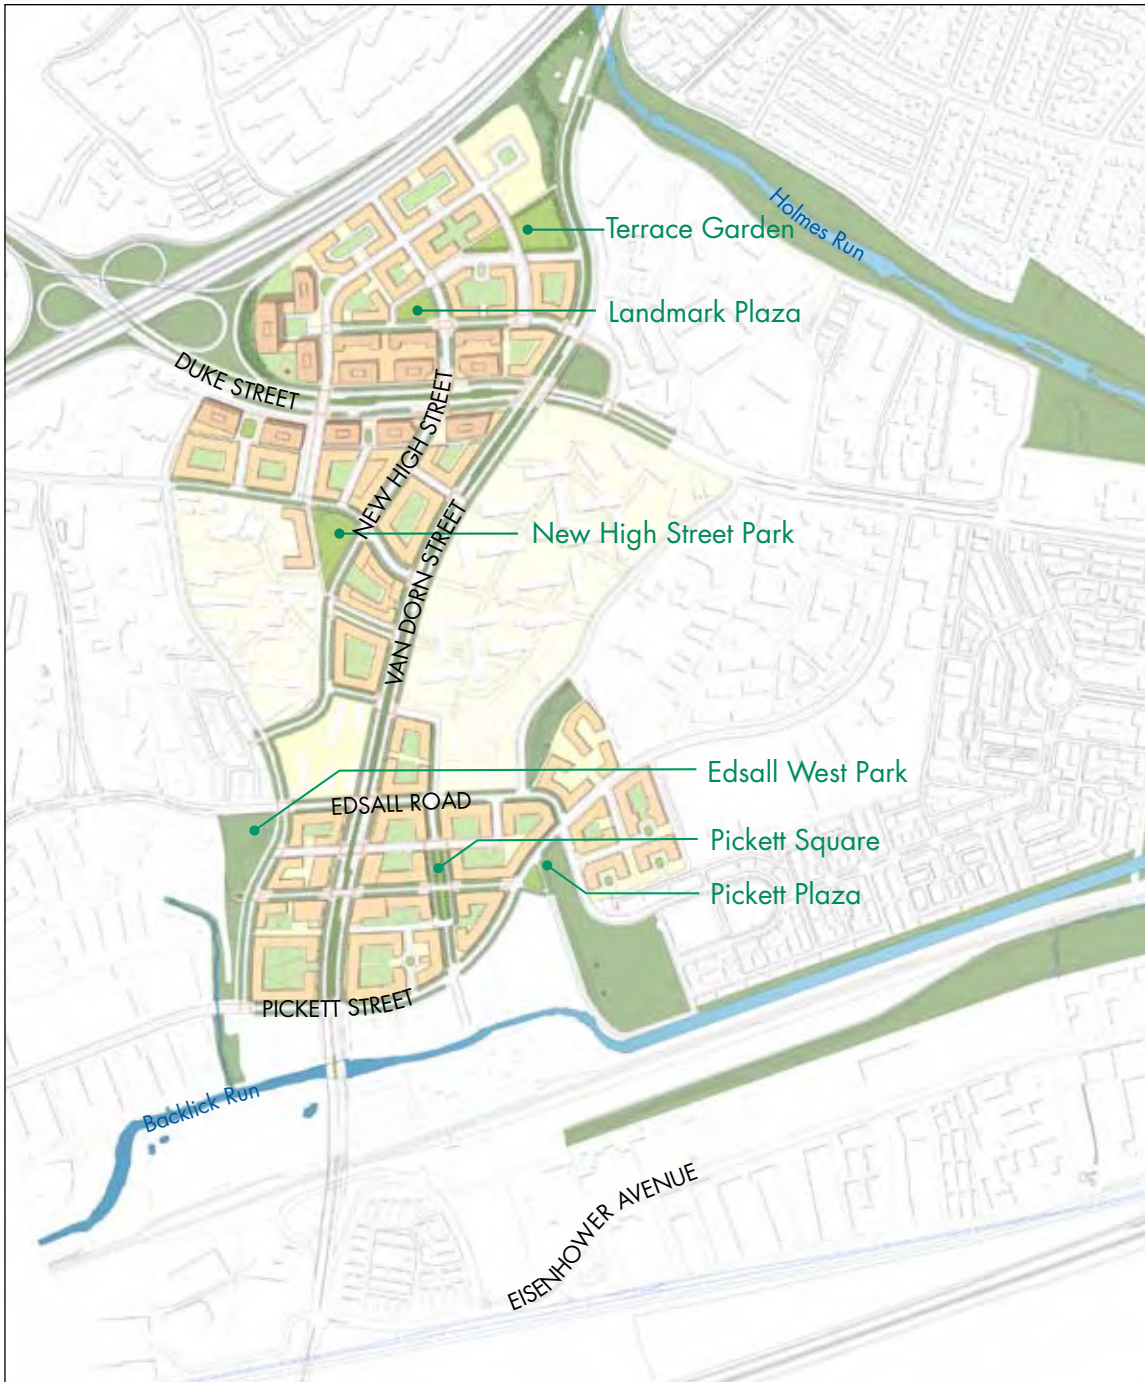 Holmes Run
Terrace Garden
Landmark Plaza
DUKE STREET
NEW HIGH STREET
VAN DORN STREET
New High Street Park
Edsall West Park
EDSALL ROAD
Pickett Square
Pickett Plaza
PICKETT STREET
Backlick Run
EISENHOWER AVENUE